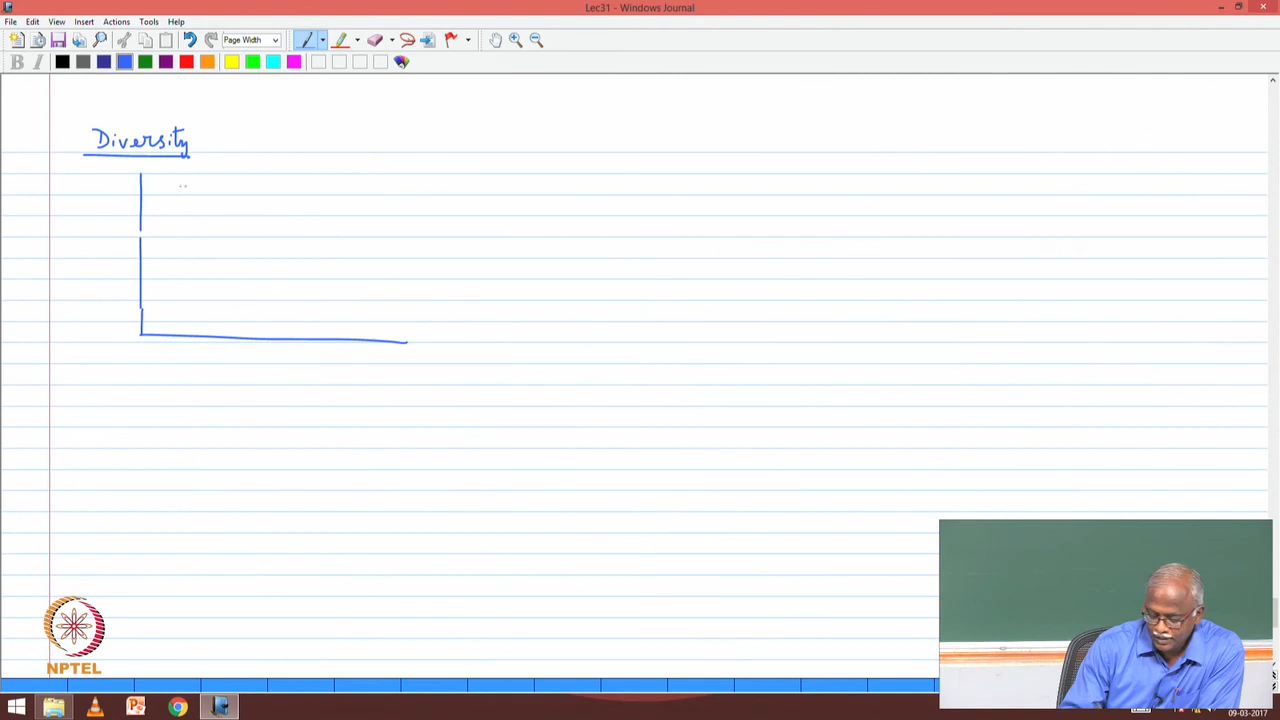 Lec31 - Windows Journal
File Edit View Insert Actions Tools Help
Page Width
B I
Diversity
NPTEL
09-03-2017